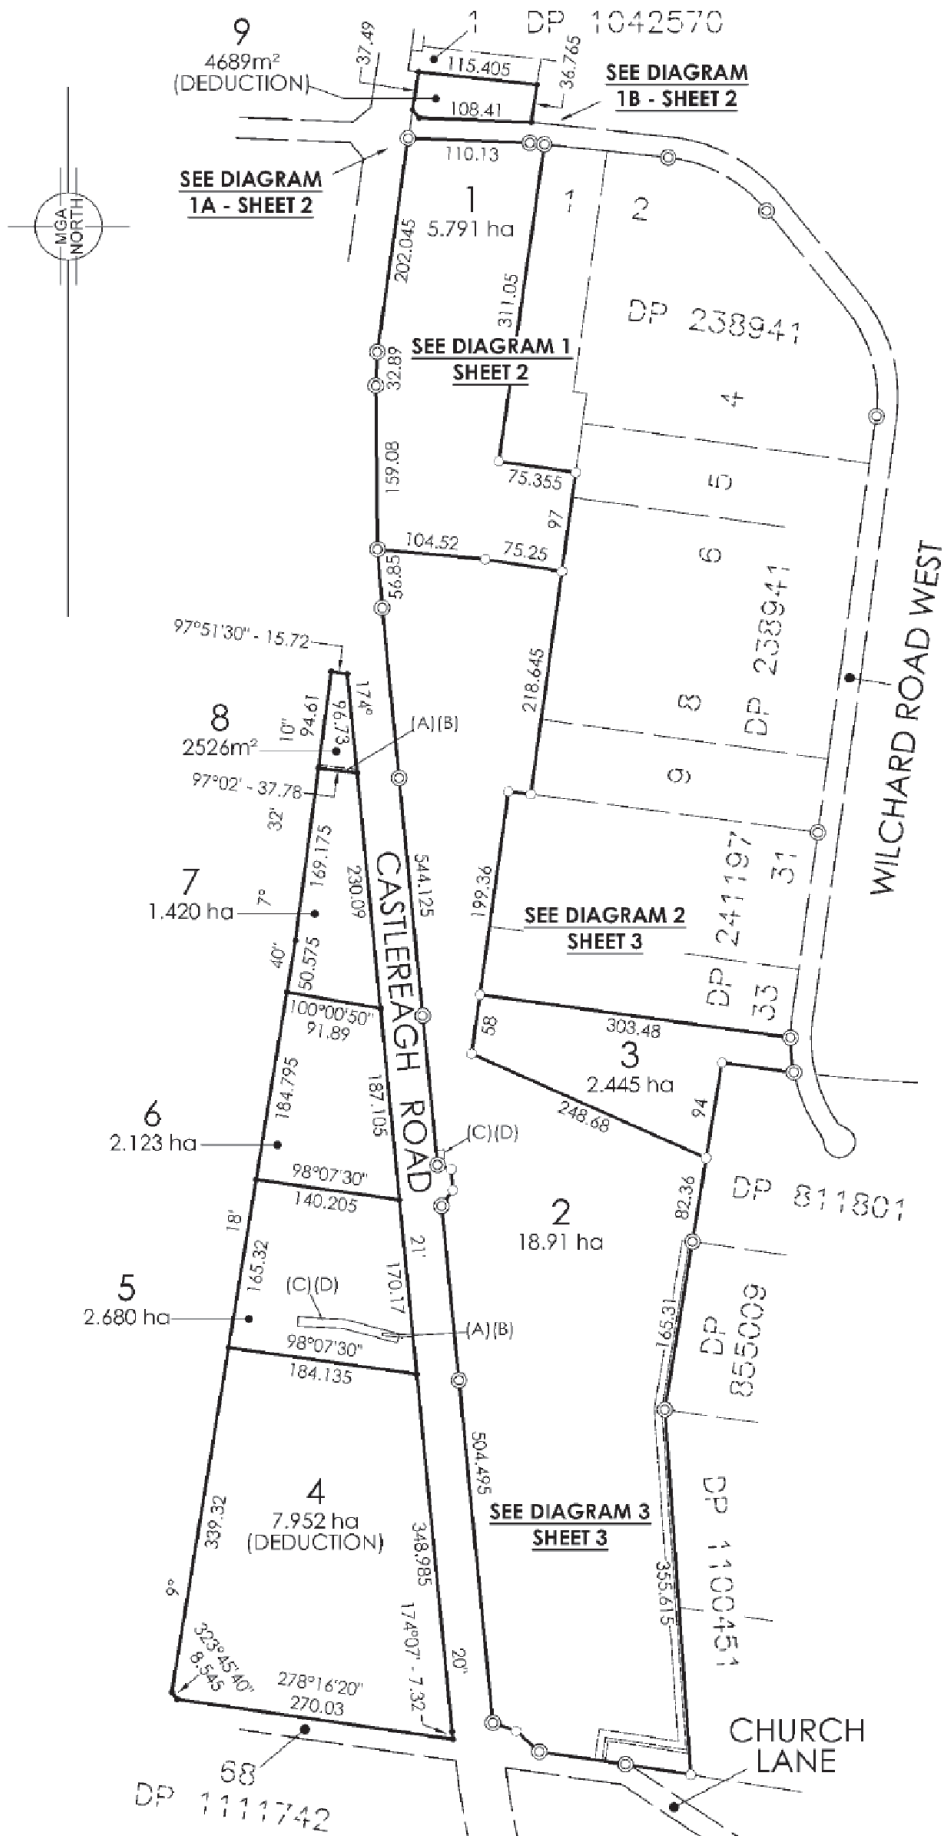 1 DP 1042570
9
4689m²
(DEDUCTION)
37.49
115.405
36.765
108.41
SEE DIAGRAM
1B - SHEET 2
110.13
SEE DIAGRAM
1A - SHEET 2
MGA
NORTH
1
5.791 ha
202.045
311.05
1
2
DP 238941
SEE DIAGRAM 1
SHEET 2
32.89
4
159.08
75.355
5
97
104.52
75.25
6
56.85
97°51'30" - 15.72
174°
218.645
DP 238941
WILCHARD ROAD WEST
8
2526m²
10"
94.61
96.73
(A)(B)
8
97°02' - 37.78
9
32'
169.175
7
1.420 ha
7°
230.09
CASTLEREAGH ROAD
544.125
199.36
SEE DIAGRAM 2
SHEET 3
DP 241197
31
33
40"
50.575
100°00'50"
91.89
58
303.48
3
2.445 ha
248.68
94
184.795
187.105
6
2.123 ha
(C)(D)
98°07'30"
140.205
82.36
DP 811801
2
18.91 ha
18'
165.32
21'
170.17
5
2.680 ha
(C)(D)
(A)(B)
165.31
DP
855009
98°07'30"
184.135
504.495
4
7.952 ha
(DEDUCTION)
339.32
348.985
SEE DIAGRAM 3
SHEET 3
355.615
DP 1100451
9°
323°45'40"
8.545
278°16'20"
270.03
174°07' - 7.32
20"
CHURCH
LANE
68
DP 1111742